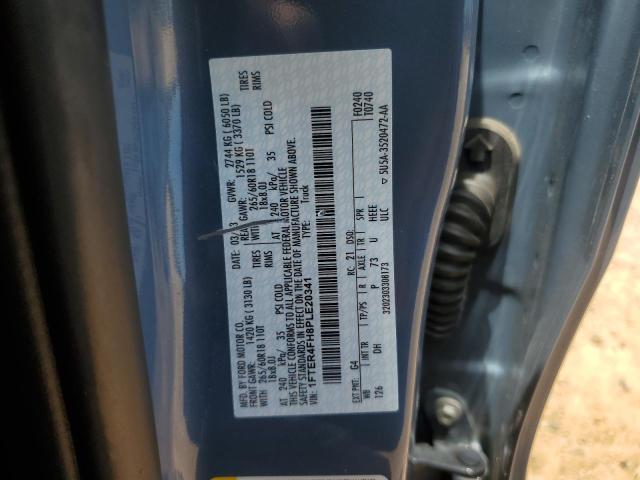 MFD. BY FORD MOTOR CO.
DATE: 03/23 GVWR: 2744 KG ( 6050 LB)
FRONT GAWR: 1420 KG ( 3130 LB) REAR GAWR: 1529 KG ( 3370 LB)
WITH 265/60R18 110T TIRES WITH 265/60R18 110T TIRES
18x8.0J RIMS 18x8.0J RIMS
AT 240 kPa/ 35 PSI COLD AT 240 kPa/ 35 PSI COLD
THIS VEHICLE CONFORMS TO ALL APPLICABLE FEDERAL MOTOR VEHICLE
SAFETY STANDARDS IN EFFECT ON THE DATE OF MANUFACTURE SHOWN ABOVE.
VIN: 1FTER4FH8PLE20341 TYPE: Truck
F0240
T0740
3202303308173
EXT PNT: G4 RC: 21 DSO:
WB INT TR TP/PS R AXLE TR SPR
126 DH P 73 U HEEE
ULC
5U5A-3520472-AA